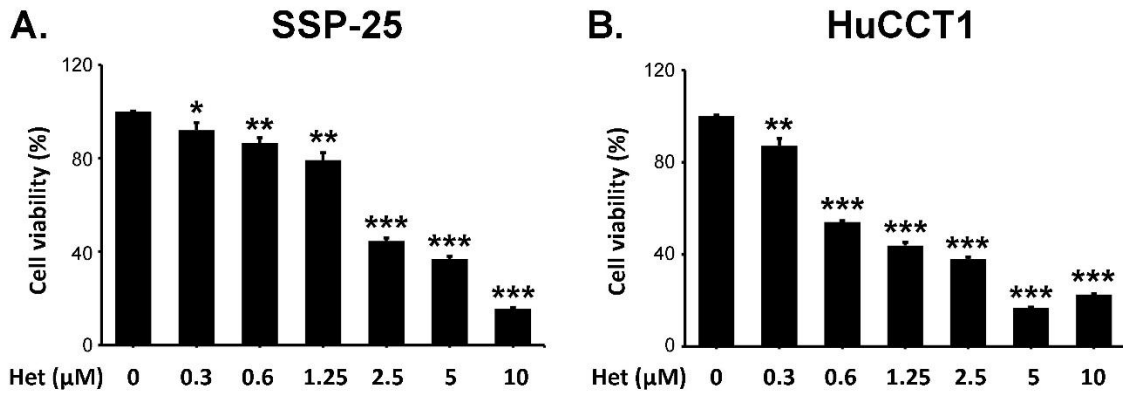 A. SSP-25
Cell viability (%)
120
80
40
0
* ** ** *** *** ***
Het (µM) 0 0.3 0.6 1.25 2.5 5 10
B. HuCCT1
Cell viability (%)
120
80
40
0
** *** *** *** *** ***
Het (µM) 0 0.3 0.6 1.25 2.5 5 10